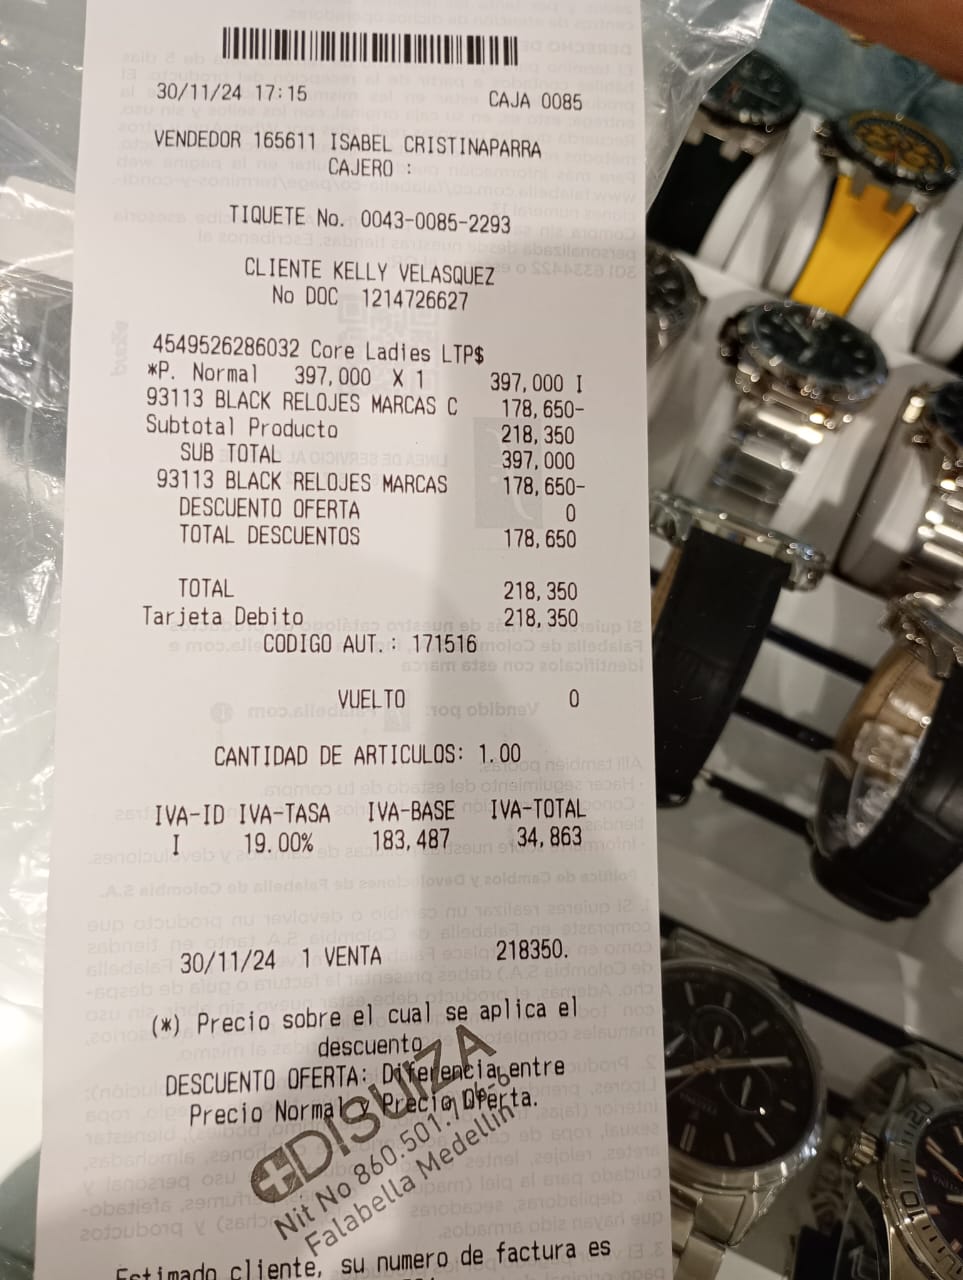 30/11/24 17:15 CAJA 0085
VENDEDOR 165611 ISABEL CRISTINAPARRA
CAJERO :
TIQUETE No. 0043-0085-2293
CLIENTE KELLY VELASQUEZ
No DOC 1214726627
4549526286032 Core Ladies LTP$
*P. Normal 397,000 X 1 397,000 I
93113 BLACK RELOJES MARCAS C 178,650-
Subtotal Producto 218,350
SUB TOTAL 397,000
93113 BLACK RELOJES MARCAS 178,650-
DESCUENTO OFERTA 0
TOTAL DESCUENTOS 178,650
TOTAL 218,350
Tarjeta Debito 218,350
CODIGO AUT.: 171516
VUELTO 0
CANTIDAD DE ARTICULOS: 1.00
IVA-ID IVA-TASA IVA-BASE IVA-TOTAL
I 19.00% 183,487 34,863
30/11/24 1 VENTA 218350.
(*) Precio sobre el cual se aplica el
descuento
DESCUENTO OFERTA: Diferencia entre
Precio Normal y Precio Oferta.
DISUIZA
Nit No 860.501.
Falabella Medellin
Estimado cliente, su numero de factura es